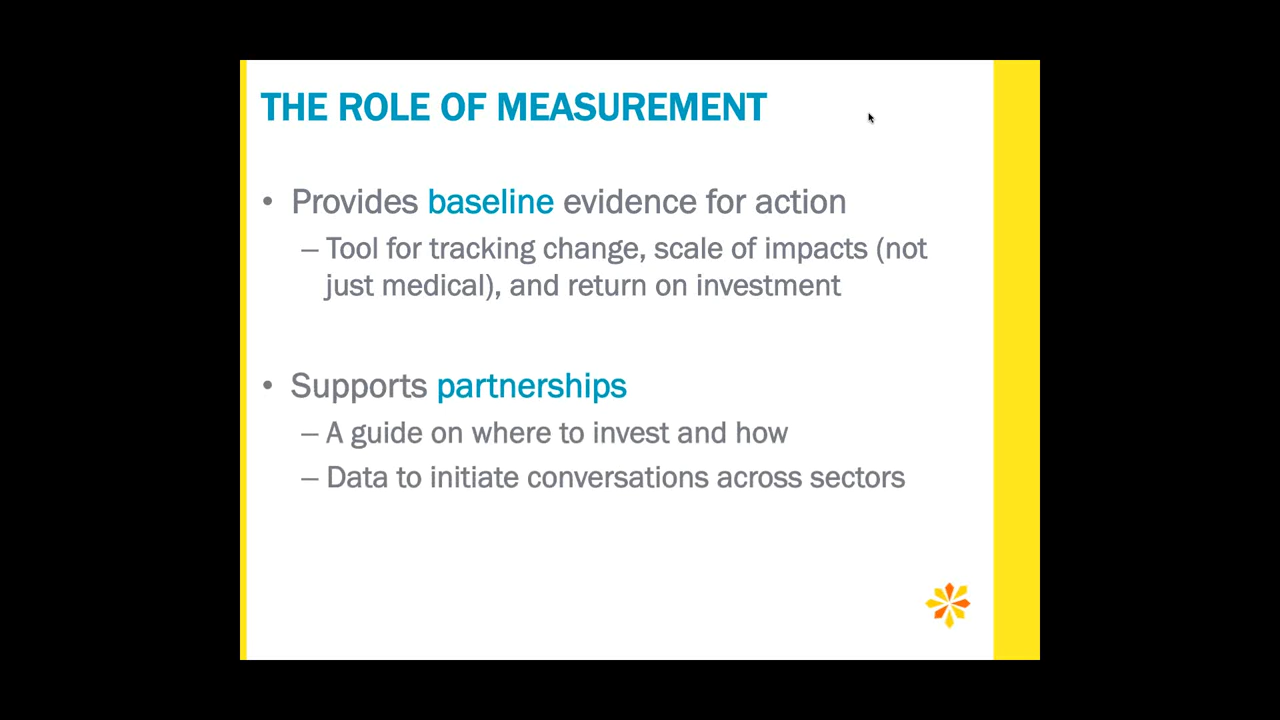 THE ROLE OF MEASUREMENT
• Provides baseline evidence for action
– Tool for tracking change, scale of impacts (not
just medical), and return on investment
• Supports partnerships
– A guide on where to invest and how
– Data to initiate conversations across sectors